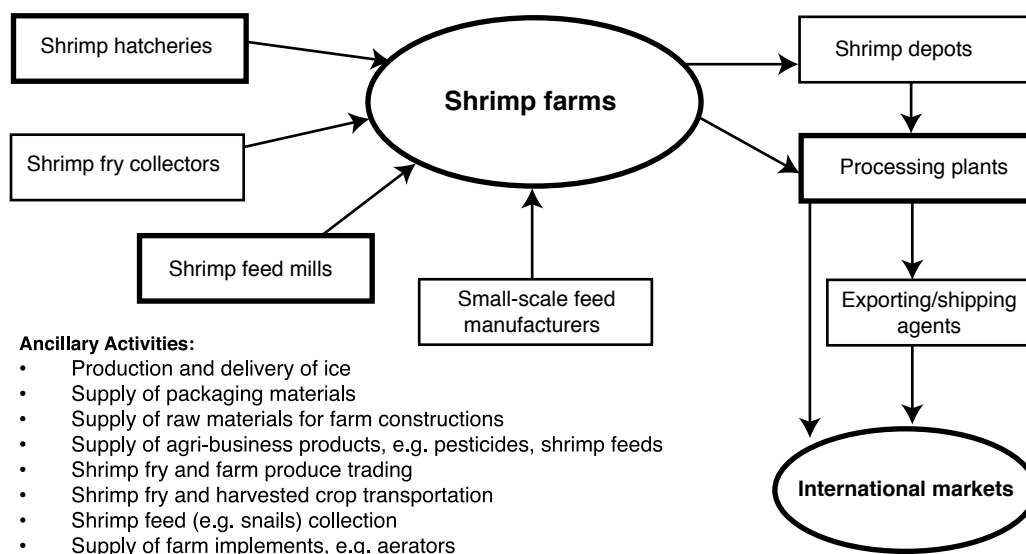 Shrimp hatcheries
Shrimp farms
Shrimp depots
Shrimp fry collectors
Processing plants
Shrimp feed mills
Small-scale feed
manufacturers
Exporting/shipping
agents
Ancillary Activities:
• Production and delivery of ice
• Supply of packaging materials
• Supply of raw materials for farm constructions
• Supply of agri-business products, e.g. pesticides, shrimp feeds
• Shrimp fry and farm produce trading
• Shrimp fry and harvested crop transportation
• Shrimp feed (e.g. snails) collection
• Supply of farm implements, e.g. aerators
International markets